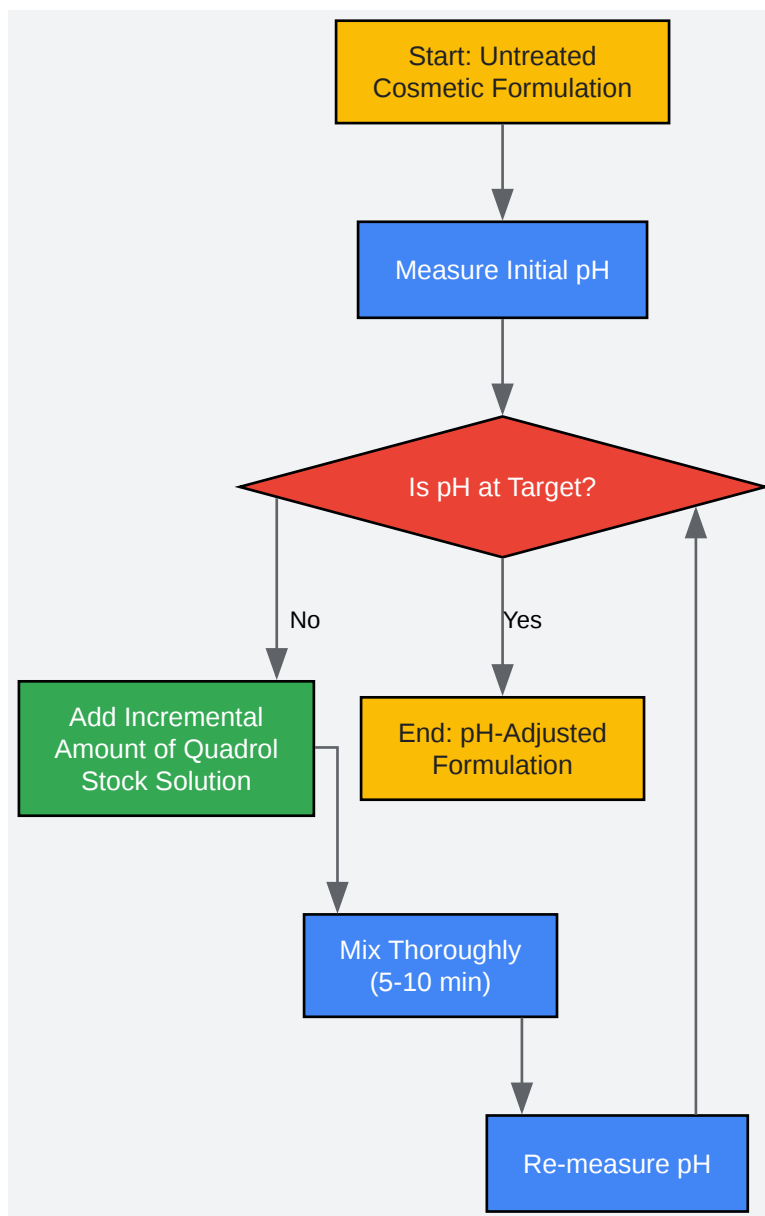 Start: Untreated
Cosmetic Formulation
Measure Initial pH
Is pH at Target?
No
Yes
Add Incremental
Amount of Quadrol
Stock Solution
End: pH-Adjusted
Formulation
Mix Thoroughly
(5-10 min)
Re-measure pH